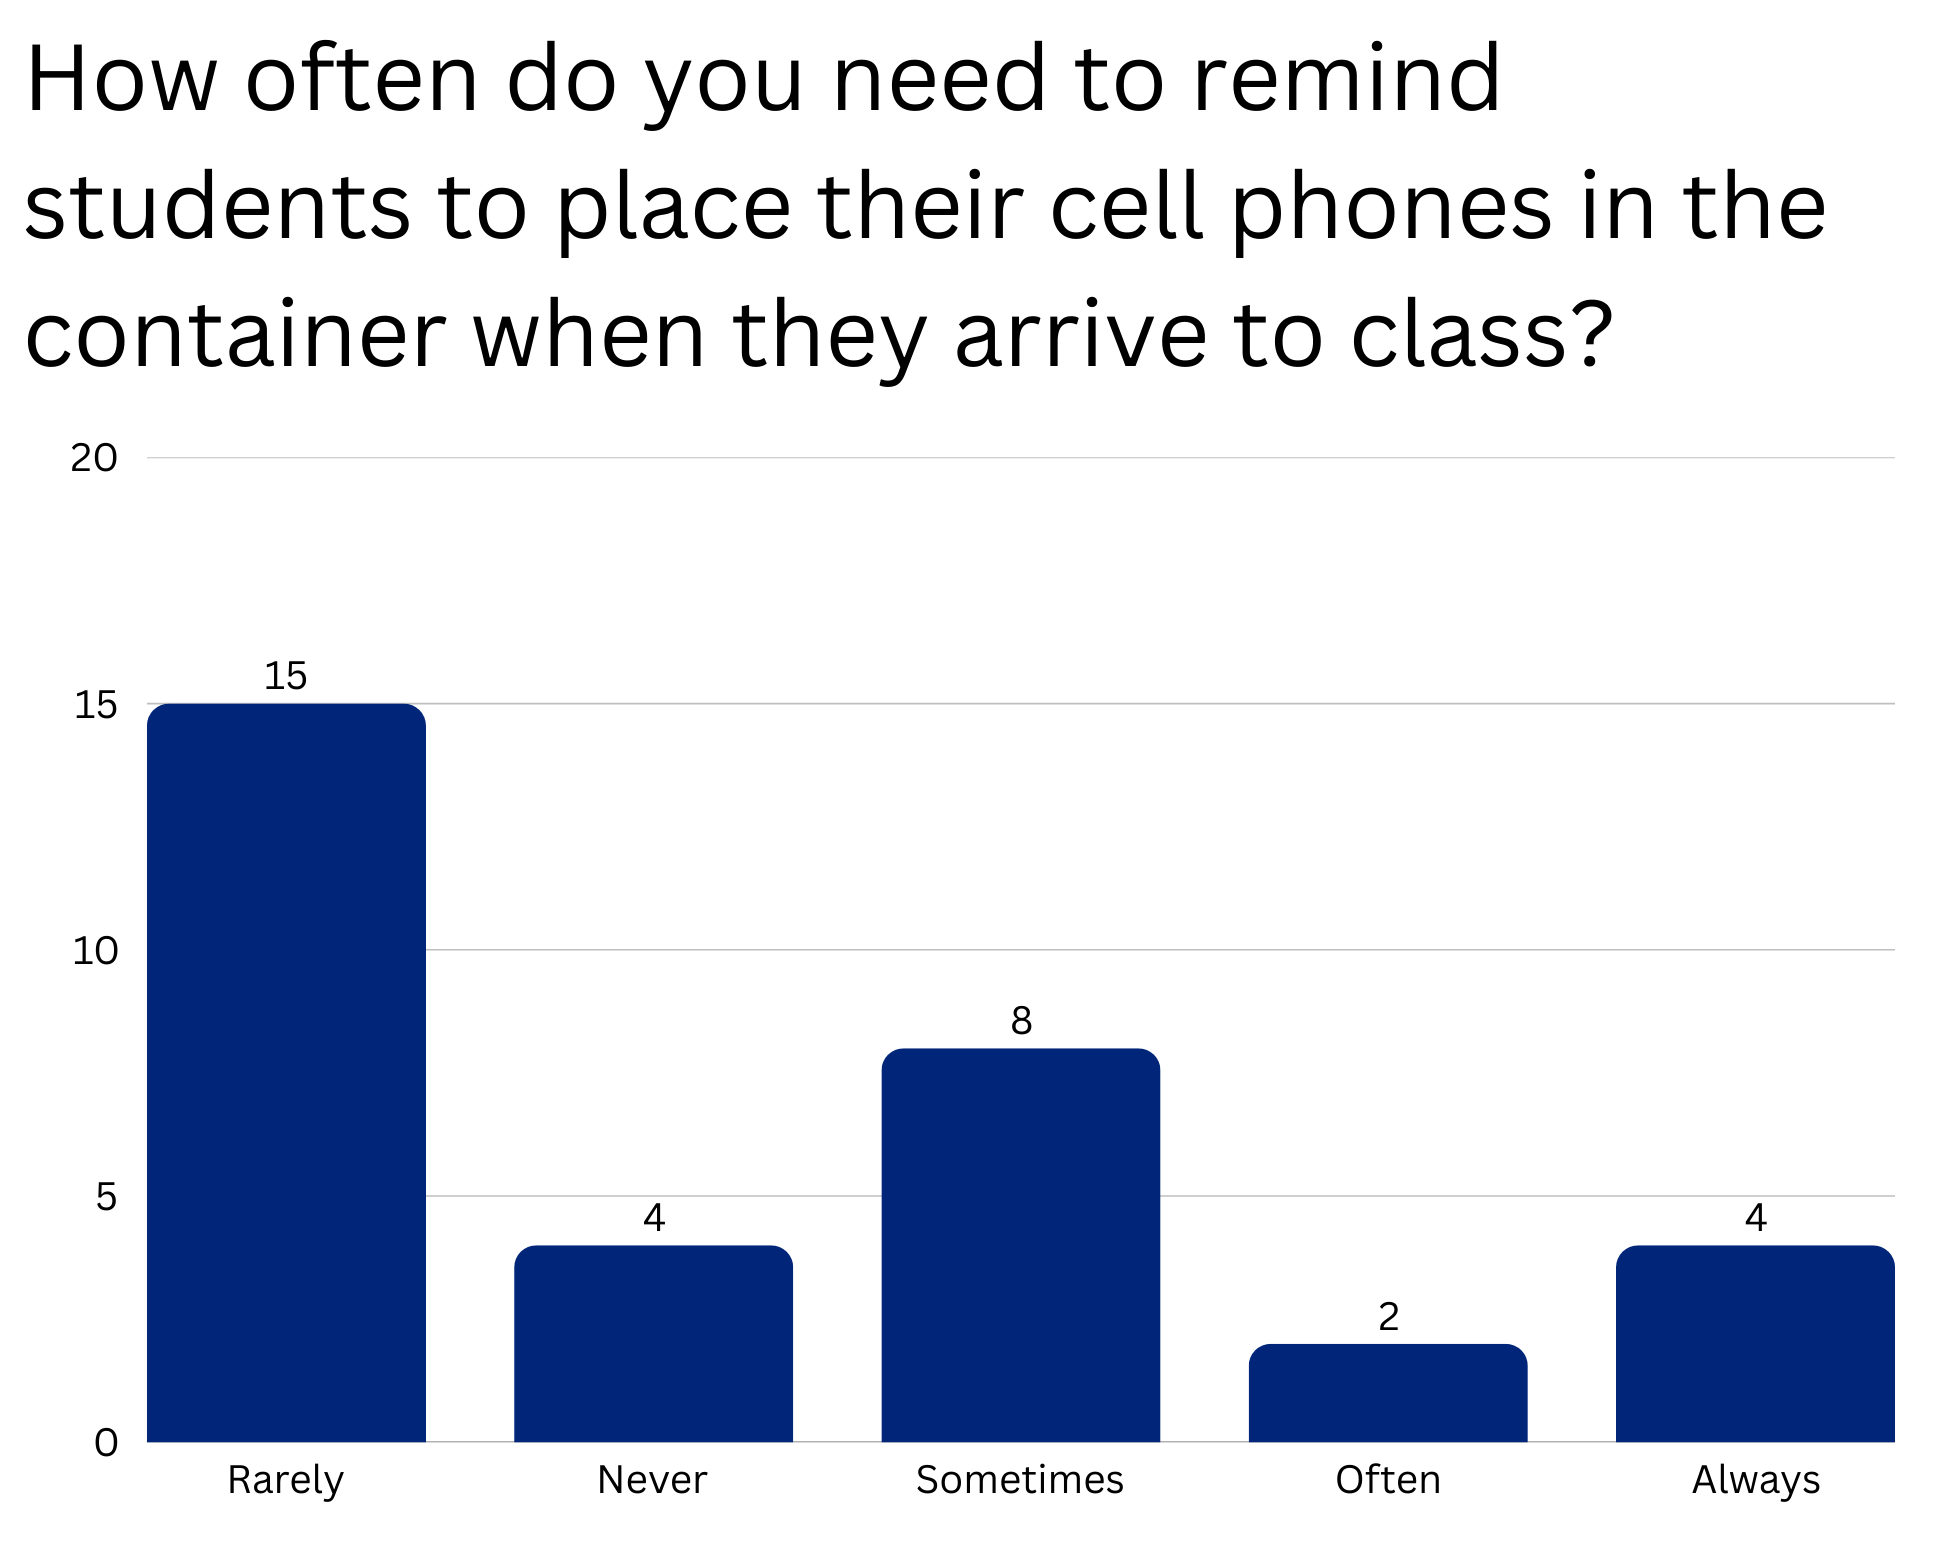 How often do you need to remind
students to place their cell phones in the
container when they arrive to class?
20
15
15
10
8
5
4
4
2
0
Rarely Never Sometimes Often Always